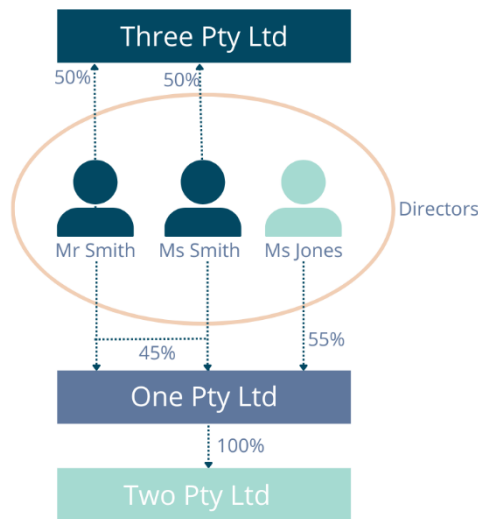 Three Pty Ltd
50%
50%
Directors
Mr Smith
Ms Smith
Ms Jones
45%
55%
One Pty Ltd
100%
Two Pty Ltd